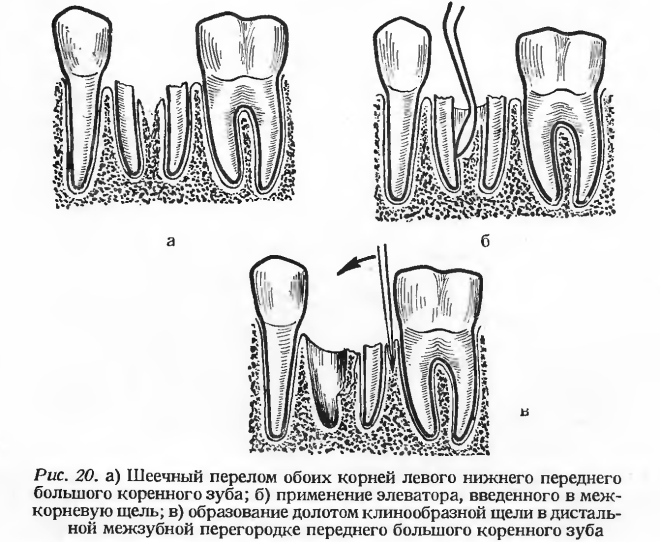 а
б
в
Рис. 20. а) Шеечный перелом обоих корней левого нижнего переднего
большого коренного зуба; б) применение элеватора, введенного в меж-
корневую щель; в) образование долотом клинообразной щели в дисталь-
ной межзубной перегородке переднего большого коренного зуба